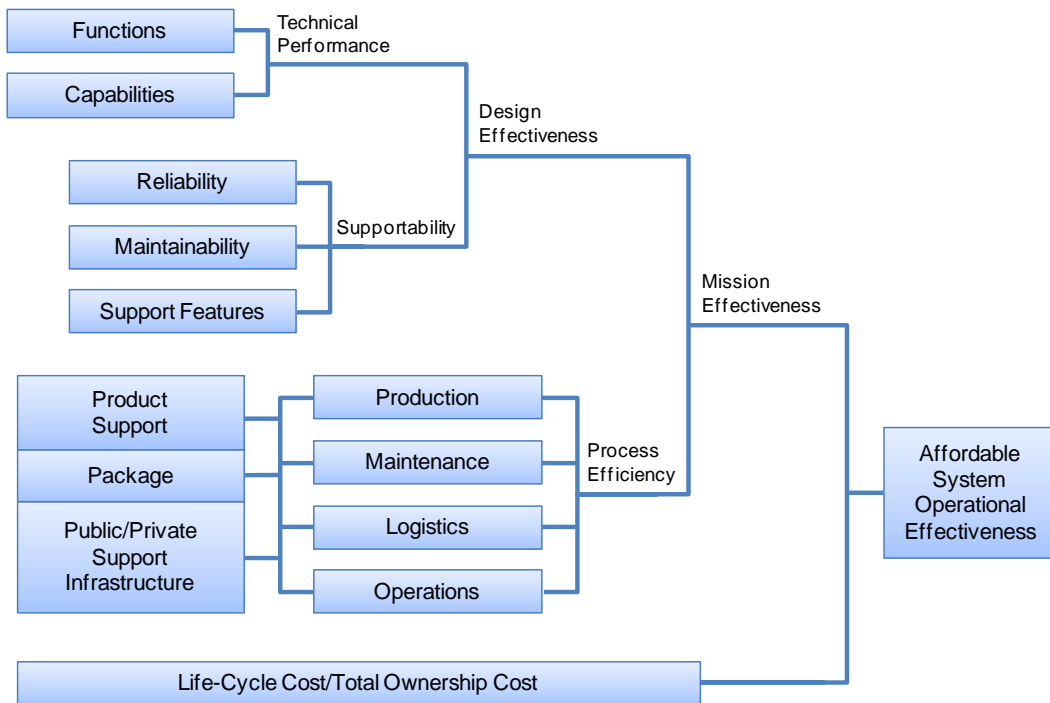 Functions
Capabilities
Technical
Performance
Reliability
Maintainability
Support Features
Supportability
Design
Effectiveness
Product
Support
Package
Public/Private
Support
Infrastructure
Production
Maintenance
Logistics
Operations
Process
Efficiency
Mission
Effectiveness
Life-Cycle Cost/Total Ownership Cost
Affordable
System
Operational
Effectiveness